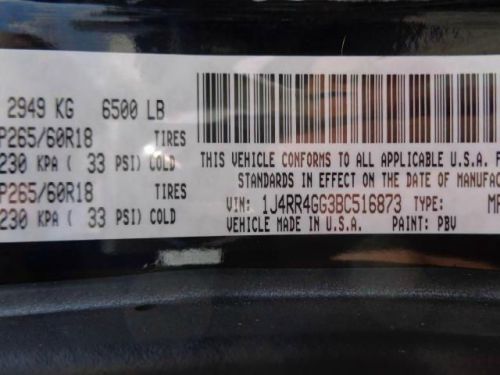 2949 KG 6500 LB
P265/60R18 TIRES
230 KPA ( 33 PSI) COLD
P265/60R18 TIRES
230 KPA ( 33 PSI) COLD
THIS VEHICLE CONFORMS TO ALL APPLICABLE U.S.A. F
STANDARDS IN EFFECT ON THE DATE OF MANUFAC
VIN: 1J4RR4GG3BC516873 TYPE: MP
VEHICLE MADE IN U.S.A. PAINT: PBV